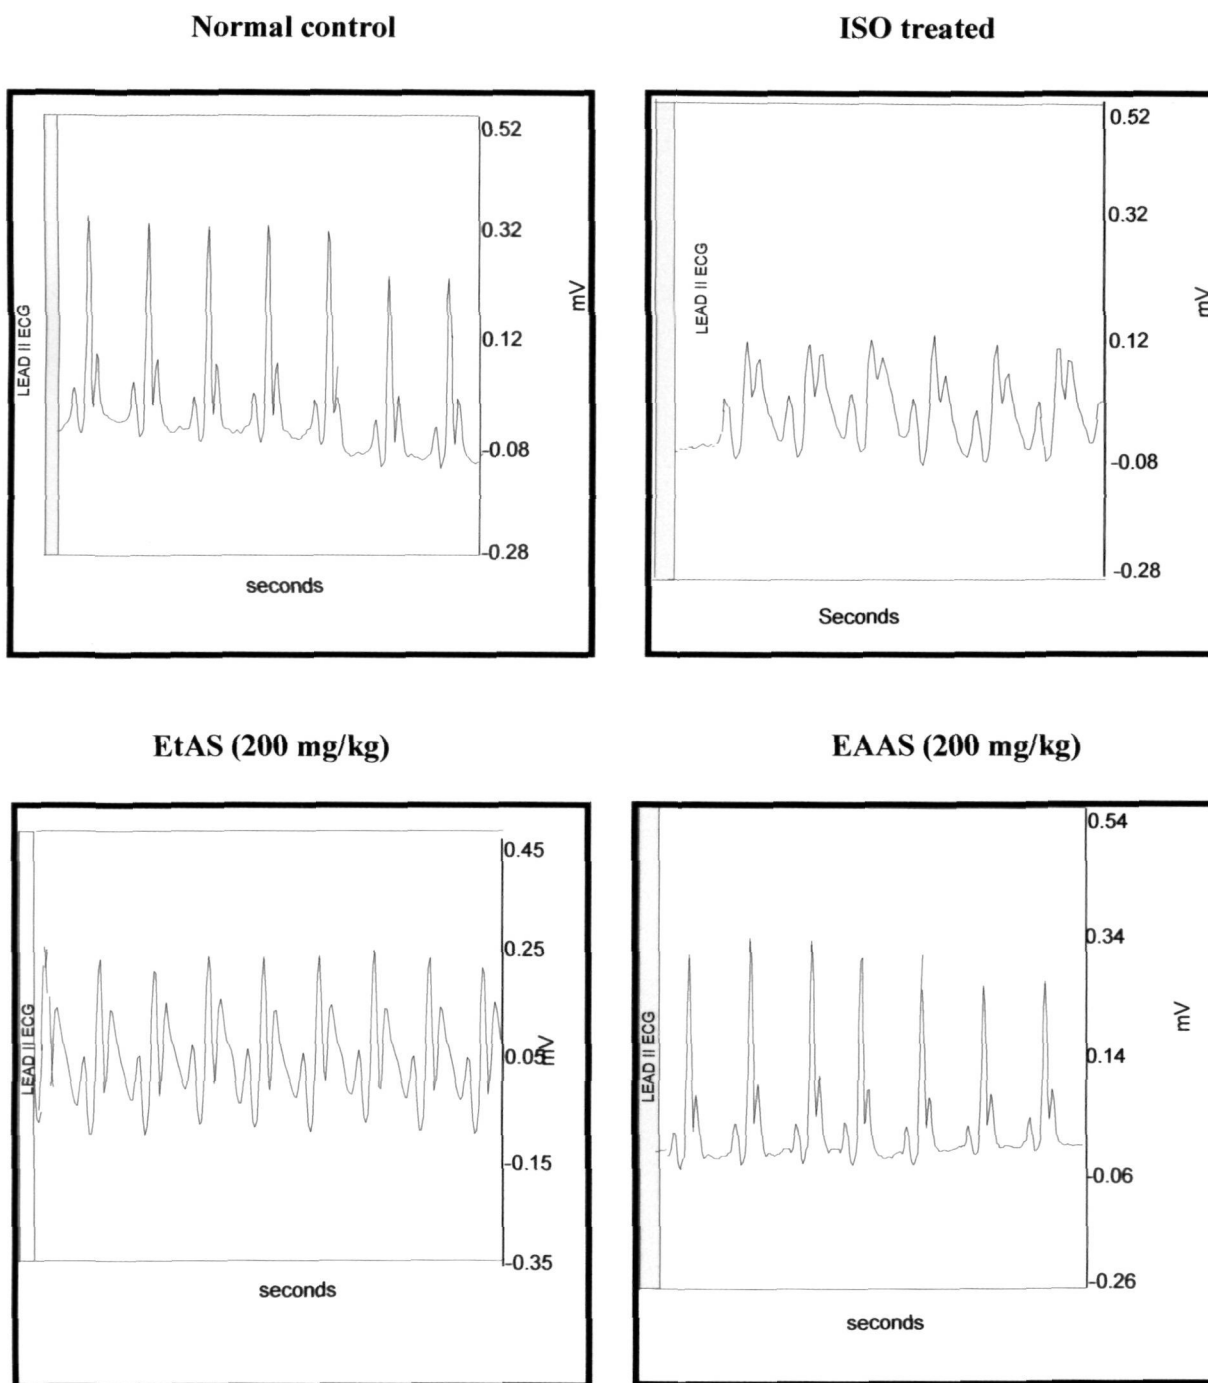 Normal control
ISO treated
0.52
0.32
0.12
-0.08
-0.28
mV
LEAD II ECG
seconds
0.52
0.32
0.12
-0.08
-0.28
mV
LEAD II ECG
Seconds
EtAS (200 mg/kg)
EAAS (200 mg/kg)
0.45
0.25
0.05
-0.15
-0.35
mV
LEAD II ECG
seconds
0.54
0.34
0.14
-0.06
-0.26
mV
LEAD II ECG
seconds